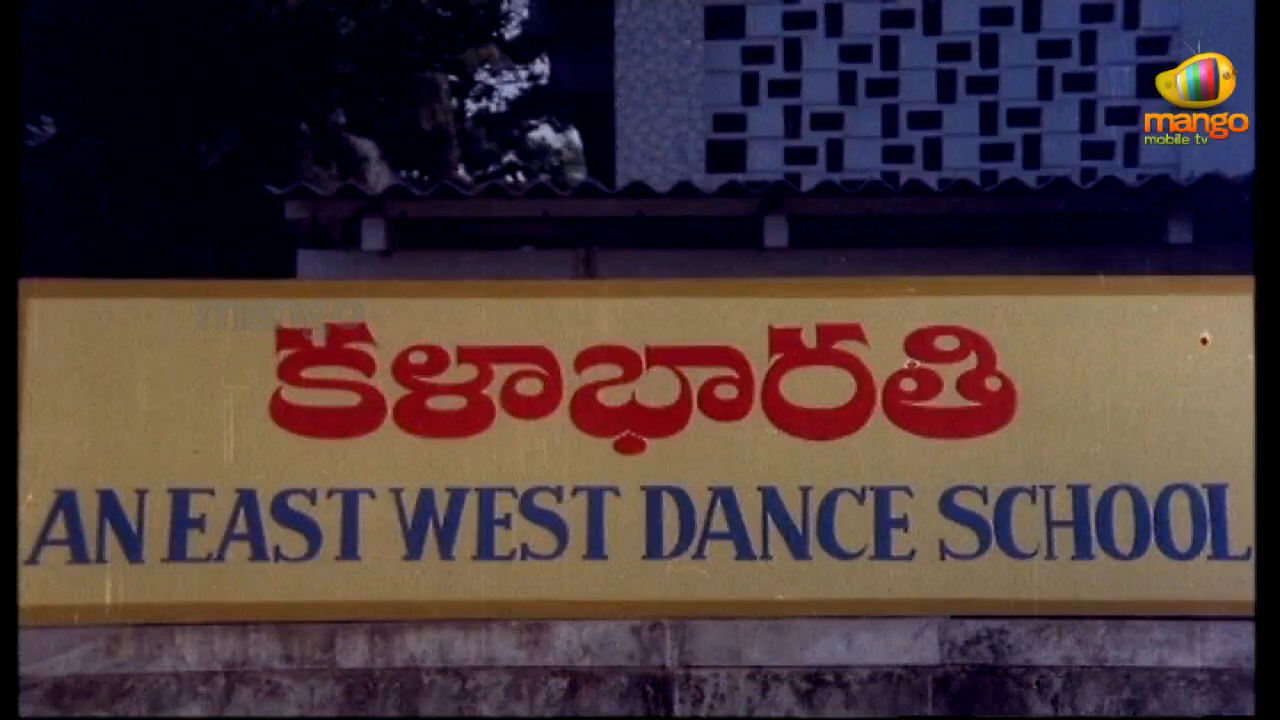 mango
mobile tv
కళాభారతి
AN EAST WEST DANCE SCHOOL